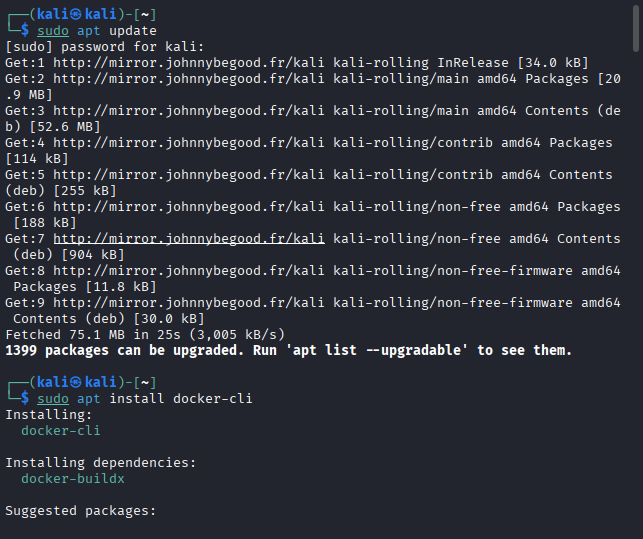 ┌──(kali㉿kali)-[~]
└─$ sudo apt update
[sudo] password for kali:
Get:1 http://mirror.johnnybegood.fr/kali kali-rolling InRelease [34.0 kB]
Get:2 http://mirror.johnnybegood.fr/kali kali-rolling/main amd64 Packages [20
.9 MB]
Get:3 http://mirror.johnnybegood.fr/kali kali-rolling/main amd64 Contents (de
b) [52.6 MB]
Get:4 http://mirror.johnnybegood.fr/kali kali-rolling/contrib amd64 Packages
[114 kB]
Get:5 http://mirror.johnnybegood.fr/kali kali-rolling/contrib amd64 Contents
(deb) [255 kB]
Get:6 http://mirror.johnnybegood.fr/kali kali-rolling/non-free amd64 Packages
 [188 kB]
Get:7 http://mirror.johnnybegood.fr/kali kali-rolling/non-free amd64 Contents
 (deb) [904 kB]
Get:8 http://mirror.johnnybegood.fr/kali kali-rolling/non-free-firmware amd64
 Packages [11.8 kB]
Get:9 http://mirror.johnnybegood.fr/kali kali-rolling/non-free-firmware amd64
 Contents (deb) [30.0 kB]
Fetched 75.1 MB in 25s (3,005 kB/s)
1399 packages can be upgraded. Run 'apt list --upgradable' to see them.
┌──(kali㉿kali)-[~]
└─$ sudo apt install docker-cli
Installing:
  docker-cli
Installing dependencies:
  docker-buildx
Suggested packages: